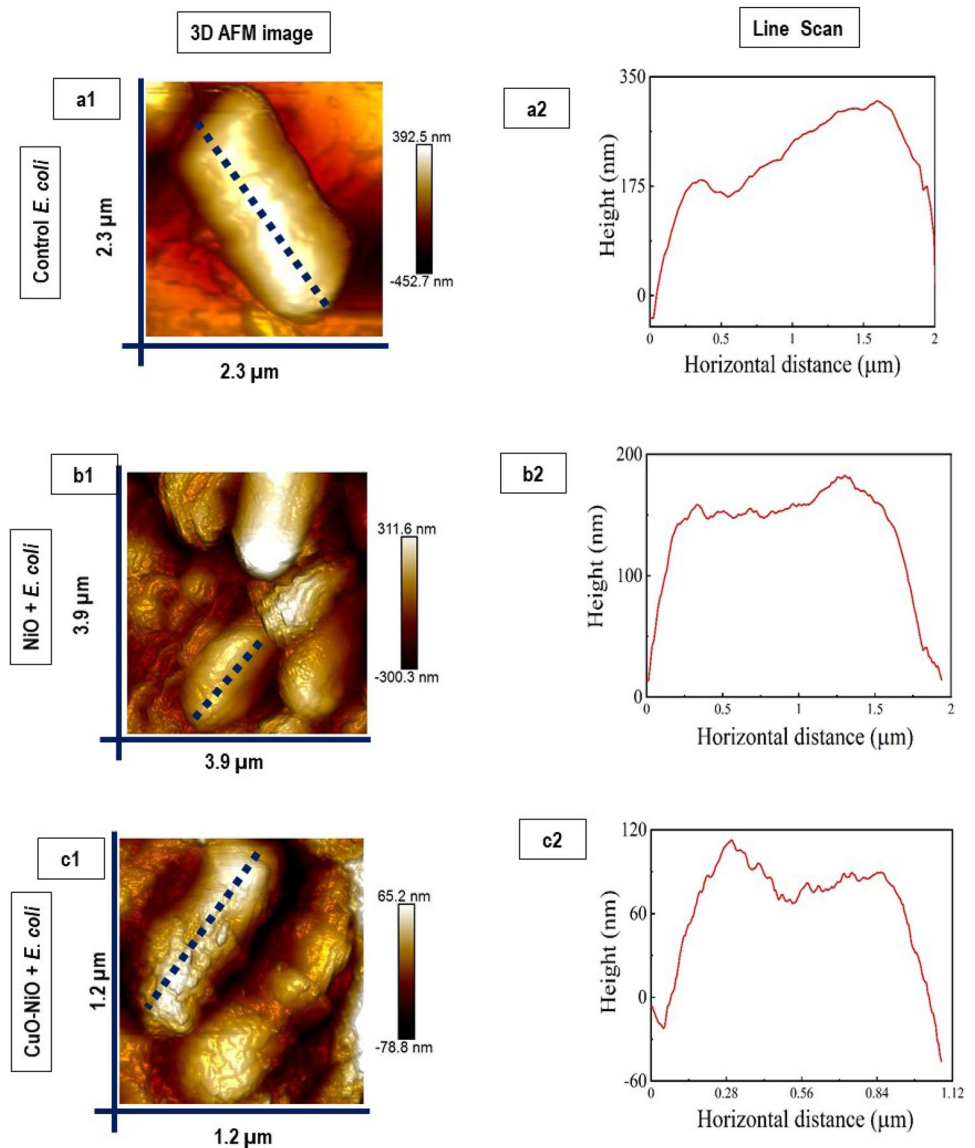 3D AFM image
Line Scan
a1
Control E. coli
2.3 µm
2.3 µm
392.5 nm
-452.7 nm
a2
Height (nm)
350
175
0
0
0.5
1
1.5
2
Horizontal distance (µm)
b1
NiO + E. coli
3.9 µm
3.9 µm
311.6 nm
-300.3 nm
b2
Height (nm)
200
100
0
0
0.5
1
1.5
2
Horizontal distance (µm)
c1
CuO-NiO + E. coli
1.2 µm
1.2 µm
65.2 nm
-78.8 nm
c2
Height (nm)
120
60
0
-60
0
0.28
0.56
0.84
1.12
Horizontal distance (µm)